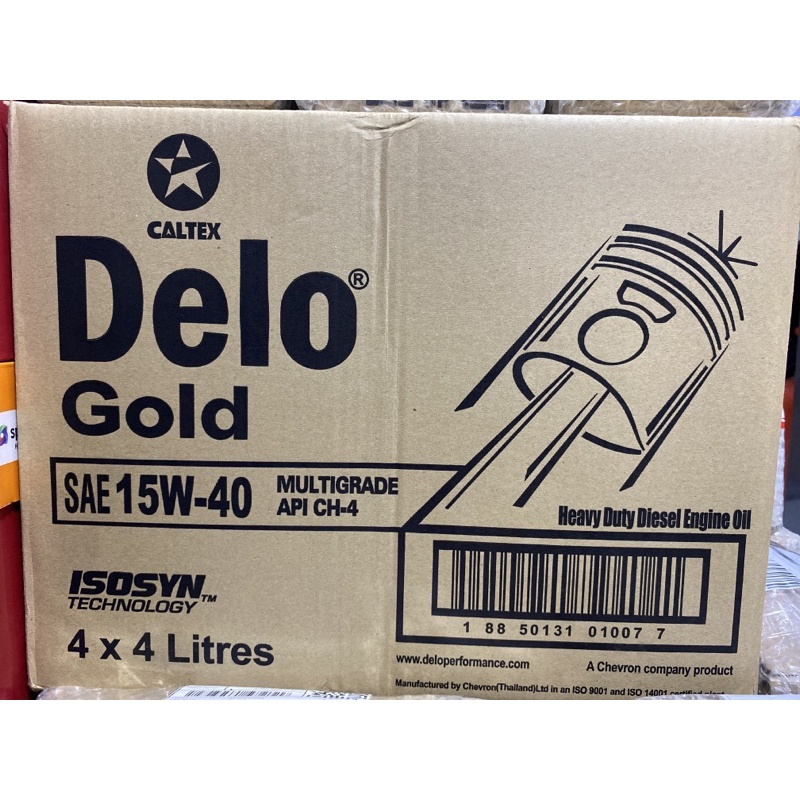 CALTEX
Delo®
Gold
SAE 15W-40
MULTIGRADE
API CH-4
Heavy Duty Diesel Engine Oil
ISOSYN
TECHNOLOGY™
4 x 4 Litres
1 88 50131 01007 7
www.deloperformance.com
A Chevron company product
Manufactured by Chevron(Thailand)Ltd in an ISO 9001 and ISO 14001 certified plant